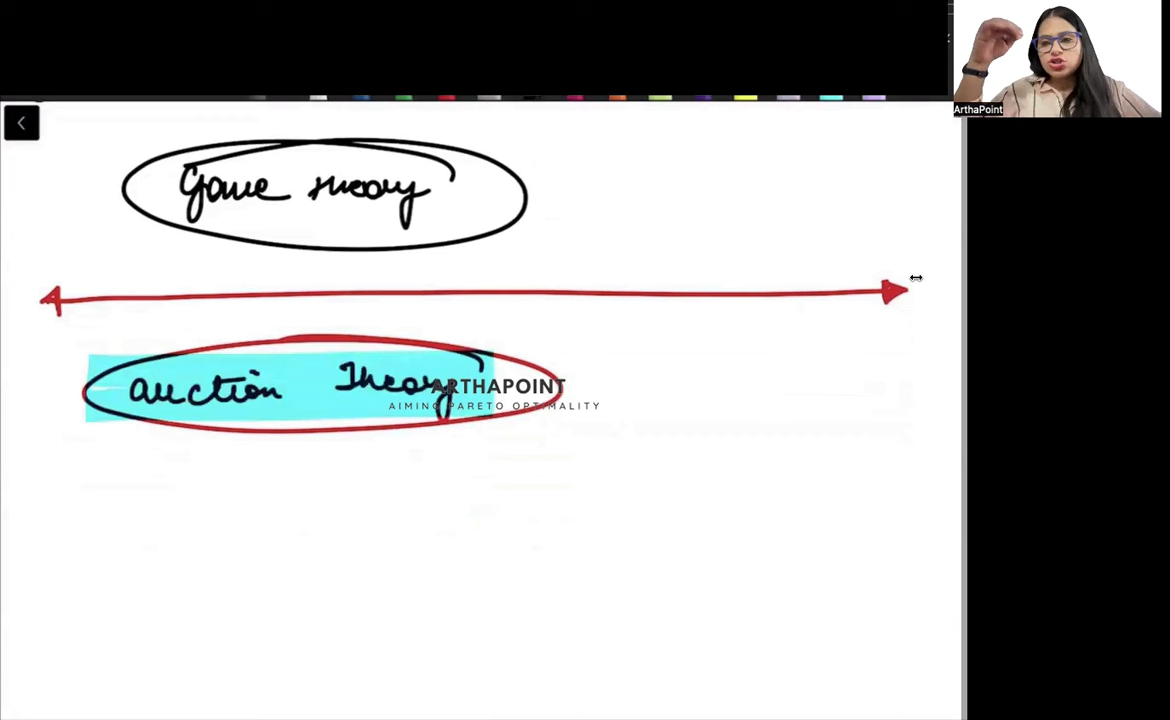 ArthaPoint
Game Theory
Auction Theory
ARTHAPOINT
AIMING PARETO OPTIMALITY